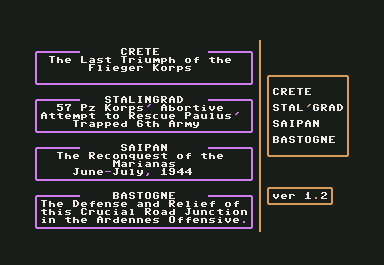 CRETE
The Last Triumph of the
Flieger Korps
STALINGRAD
57 Pz Korps' Abortive
Attempt to Rescue Paulus'
Trapped 6th Army
SAIPAN
The Reconquest of the
Marianas
June-July, 1944
BASTOGNE
The Defense and Relief of
this Crucial Road Junction
in the Ardennes Offensive.
CRETE
STAL'GRAD
SAIPAN
BASTOGNE
ver 1.2